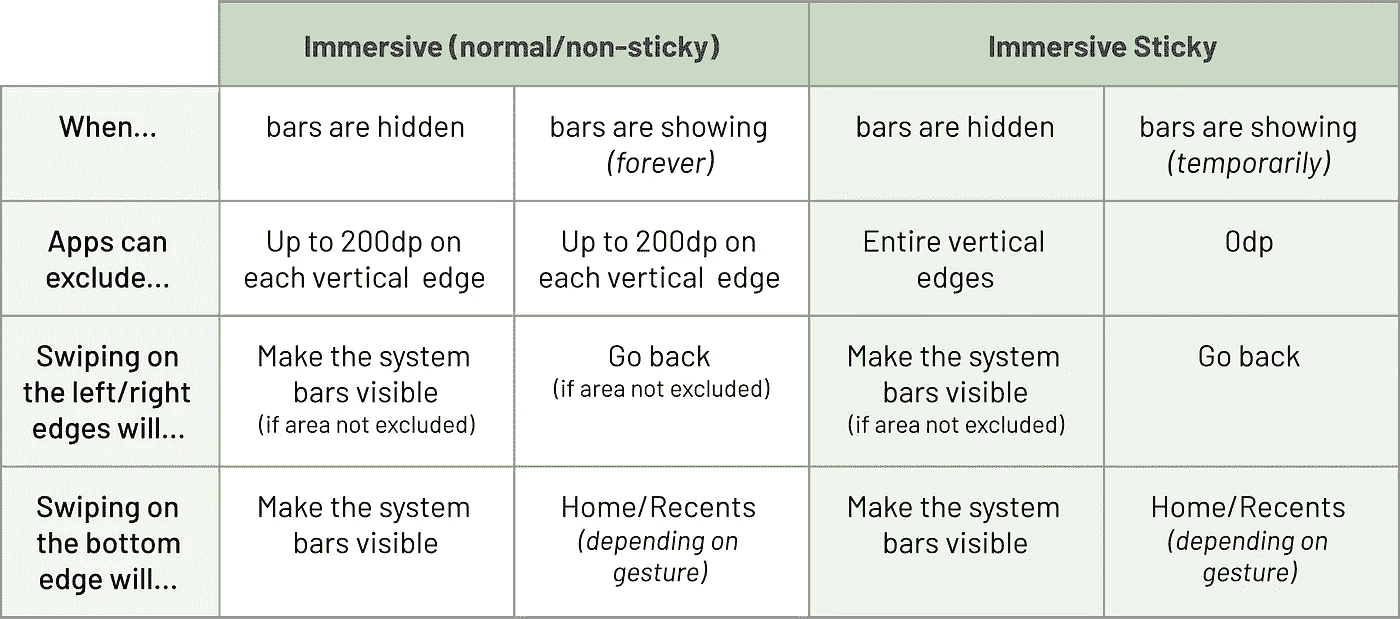 Immersive (normal/non-sticky)
Immersive Sticky
When...
bars are hidden
bars are showing
(forever)
bars are hidden
bars are showing
(temporarily)
Apps can
exclude...
Up to 200dp on
each vertical edge
Up to 200dp on
each vertical edge
Entire vertical
edges
0dp
Swiping on
the left/right
edges will...
Make the system
bars visible
(if area not excluded)
Go back
(if area not excluded)
Make the system
bars visible
(if area not excluded)
Go back
Swiping on
the bottom
edge will...
Make the system
bars visible
Home/Recents
(depending on
gesture)
Make the system
bars visible
Home/Recents
(depending on
gesture)